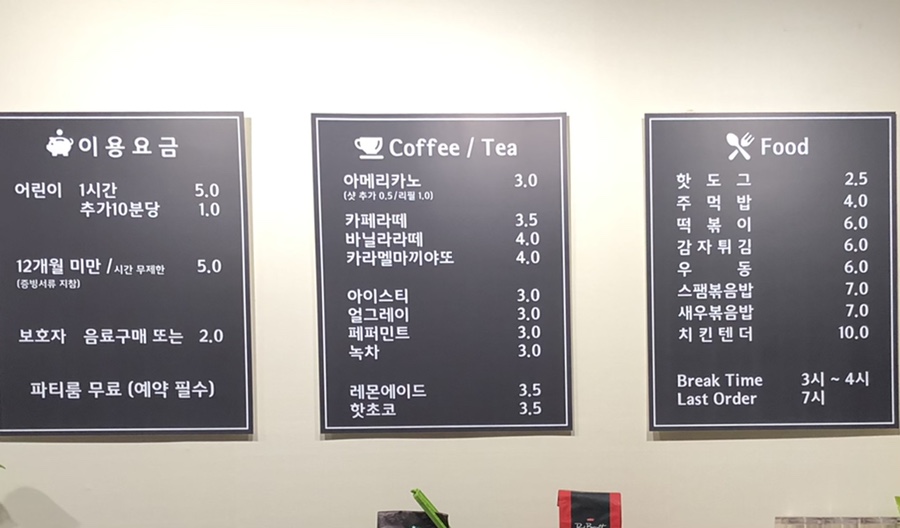 이용요금
어린이 1시간 5.0
추가10분당 1.0
12개월 미만 /시간 무제한 5.0
(증빙서류 지참)
보호자 음료구매 또는 2.0
파티룸 무료 (예약 필수)
Coffee / Tea
아메리카노 3.0
(샷 추가 0.5/리필 1.0)
카페라떼 3.5
바닐라라떼 4.0
카라멜마끼야또 4.0
아이스티 3.0
얼그레이 3.0
페퍼민트 3.0
녹차 3.0
레몬에이드 3.5
핫초코 3.5
Food
핫도그 2.5
주먹밥 4.0
떡볶이 6.0
감자튀김 6.0
우동 6.0
스팸볶음밥 7.0
새우볶음밥 7.0
치킨텐더 10.0
Break Time 3시 ~ 4시
Last Order 7시